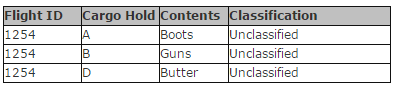 Flight ID Cargo Hold Contents Classification
1254 A Boots Unclassified
1254 B Guns Unclassified
1254 D Butter Unclassified